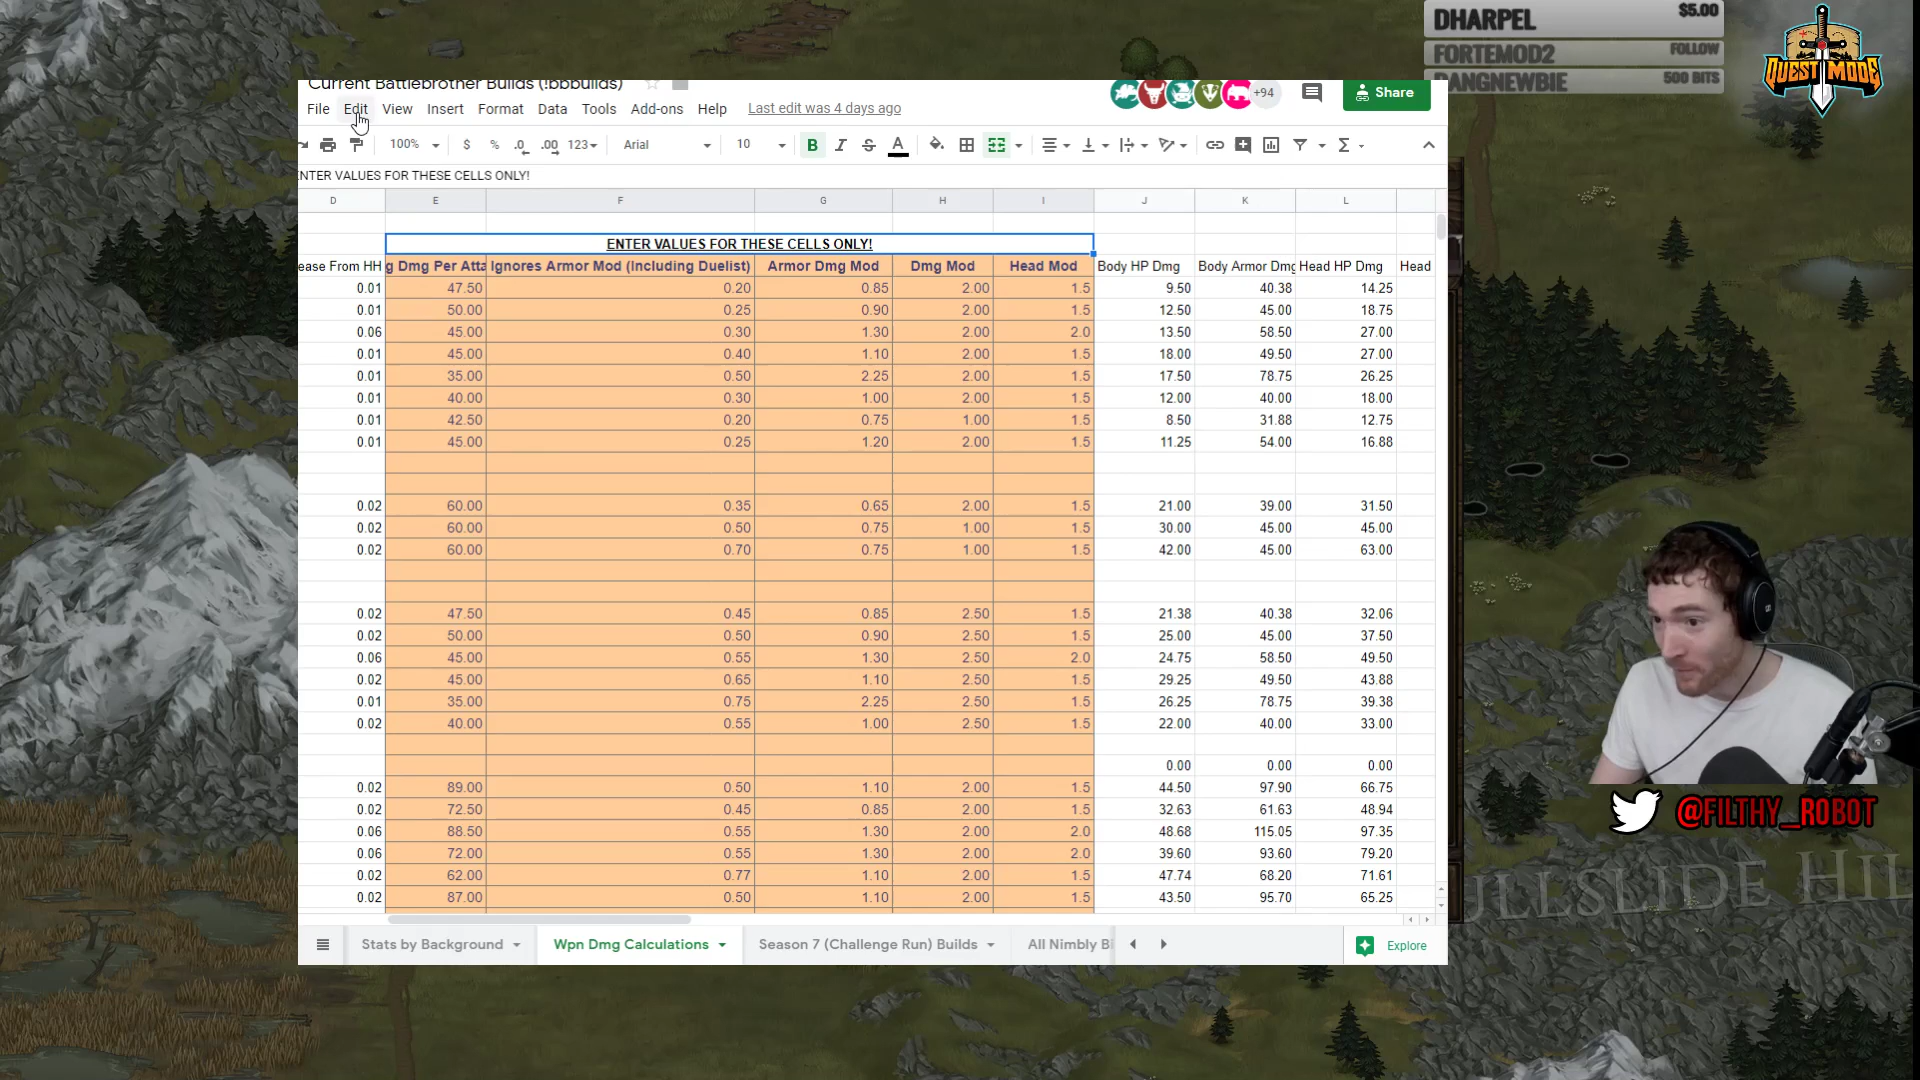 DHARPEL $5.00
FORTEMOD2 FOLLOW
DANGNEWBIE 500 BITS
QUEST MODE
Current Battlebrother Builds (!bbbuilds)
File Edit View Insert Format Data Tools Add-ons Help Last edit was 4 days ago
+94 Share
100% $ % .0 .00 123 Arial 10 B I S A Σ
NTER VALUES FOR THESE CELLS ONLY!
D E F G H I J K L
ENTER VALUES FOR THESE CELLS ONLY!
ease From HH g Dmg Per Atta Ignores Armor Mod (Including Duelist) Armor Dmg Mod Dmg Mod Head Mod Body HP Dmg Body Armor Dmg Head HP Dmg Head
0.01 47.50 0.20 0.85 2.00 1.5 9.50 40.38 14.25
0.01 50.00 0.25 0.90 2.00 1.5 12.50 45.00 18.75
0.06 45.00 0.30 1.30 2.00 2.0 13.50 58.50 27.00
0.01 45.00 0.40 1.10 2.00 1.5 18.00 49.50 27.00
0.01 35.00 0.50 2.25 2.00 1.5 17.50 78.75 26.25
0.01 40.00 0.30 1.00 2.00 1.5 12.00 40.00 18.00
0.01 42.50 0.20 0.75 1.00 1.5 8.50 31.88 12.75
0.01 45.00 0.25 1.20 2.00 1.5 11.25 54.00 16.88
0.02 60.00 0.35 0.65 2.00 1.5 21.00 39.00 31.50
0.02 60.00 0.50 0.75 1.00 1.5 30.00 45.00 45.00
0.02 60.00 0.70 0.75 1.00 1.5 42.00 45.00 63.00
0.02 47.50 0.45 0.85 2.50 1.5 21.38 40.38 32.06
0.02 50.00 0.50 0.90 2.50 1.5 25.00 45.00 37.50
0.06 45.00 0.55 1.30 2.50 2.0 24.75 58.50 49.50
0.02 45.00 0.65 1.10 2.50 1.5 29.25 49.50 43.88
0.01 35.00 0.75 2.25 2.50 1.5 26.25 78.75 39.38
0.02 40.00 0.55 1.00 2.50 1.5 22.00 40.00 33.00
0.00 0.00 0.00
0.02 89.00 0.50 1.10 2.00 1.5 44.50 97.90 66.75
0.02 72.50 0.45 0.85 2.00 1.5 32.63 61.63 48.94
0.06 88.50 0.55 1.30 2.00 2.0 48.68 115.05 97.35
0.06 72.00 0.55 1.30 2.00 2.0 39.60 93.60 79.20
0.02 62.00 0.77 1.10 2.00 1.5 47.74 68.20 71.61
0.02 87.00 0.50 1.10 2.00 1.5 43.50 95.70 65.25
Stats by Background Wpn Dmg Calculations Season 7 (Challenge Run) Builds All Nimbly Bi Explore
@FILTHY_ROBOT
ULLSLIDE HIL